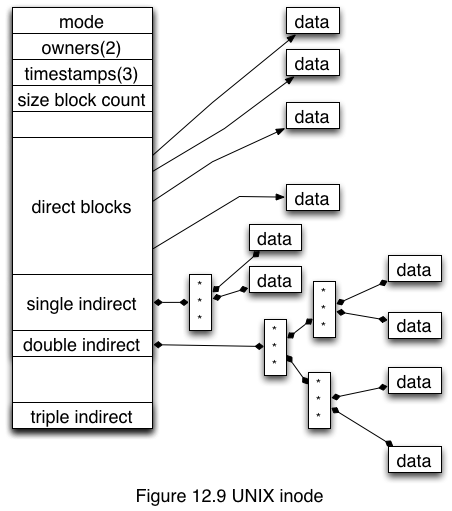 mode
owners(2)
timestamps(3)
size block count
direct blocks
single indirect
double indirect
triple indirect
data
data
data
data
data
data
* * *
* * *
* * *
* * *
data
data
data
data
Figure 12.9 UNIX inode